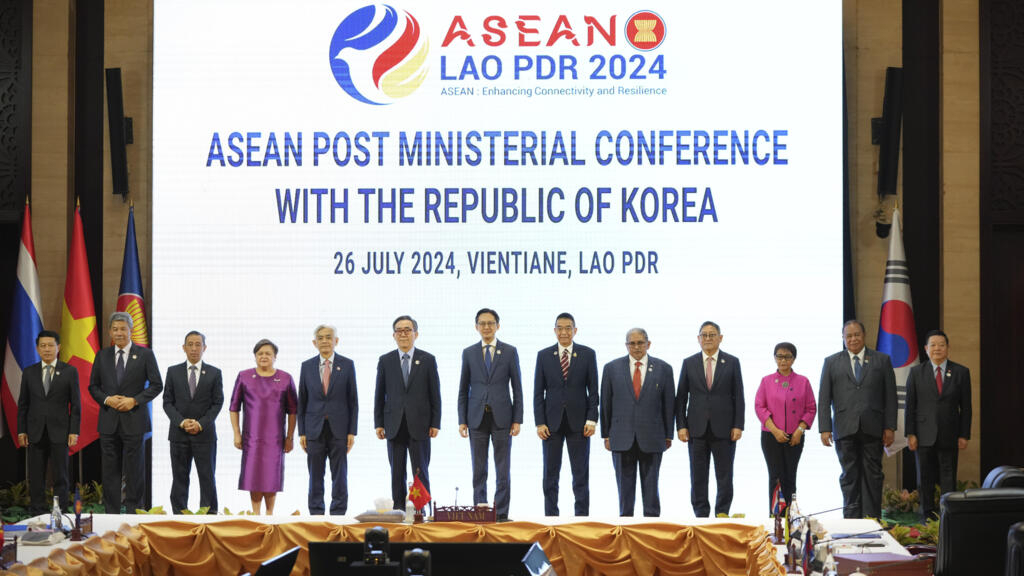 ASEAN
LAO PDR 2024
ASEAN : Enhancing Connectivity and Resilience
ASEAN POST MINISTERIAL CONFERENCE
WITH THE REPUBLIC OF KOREA
26 JULY 2024, VIENTIANE, LAO PDR